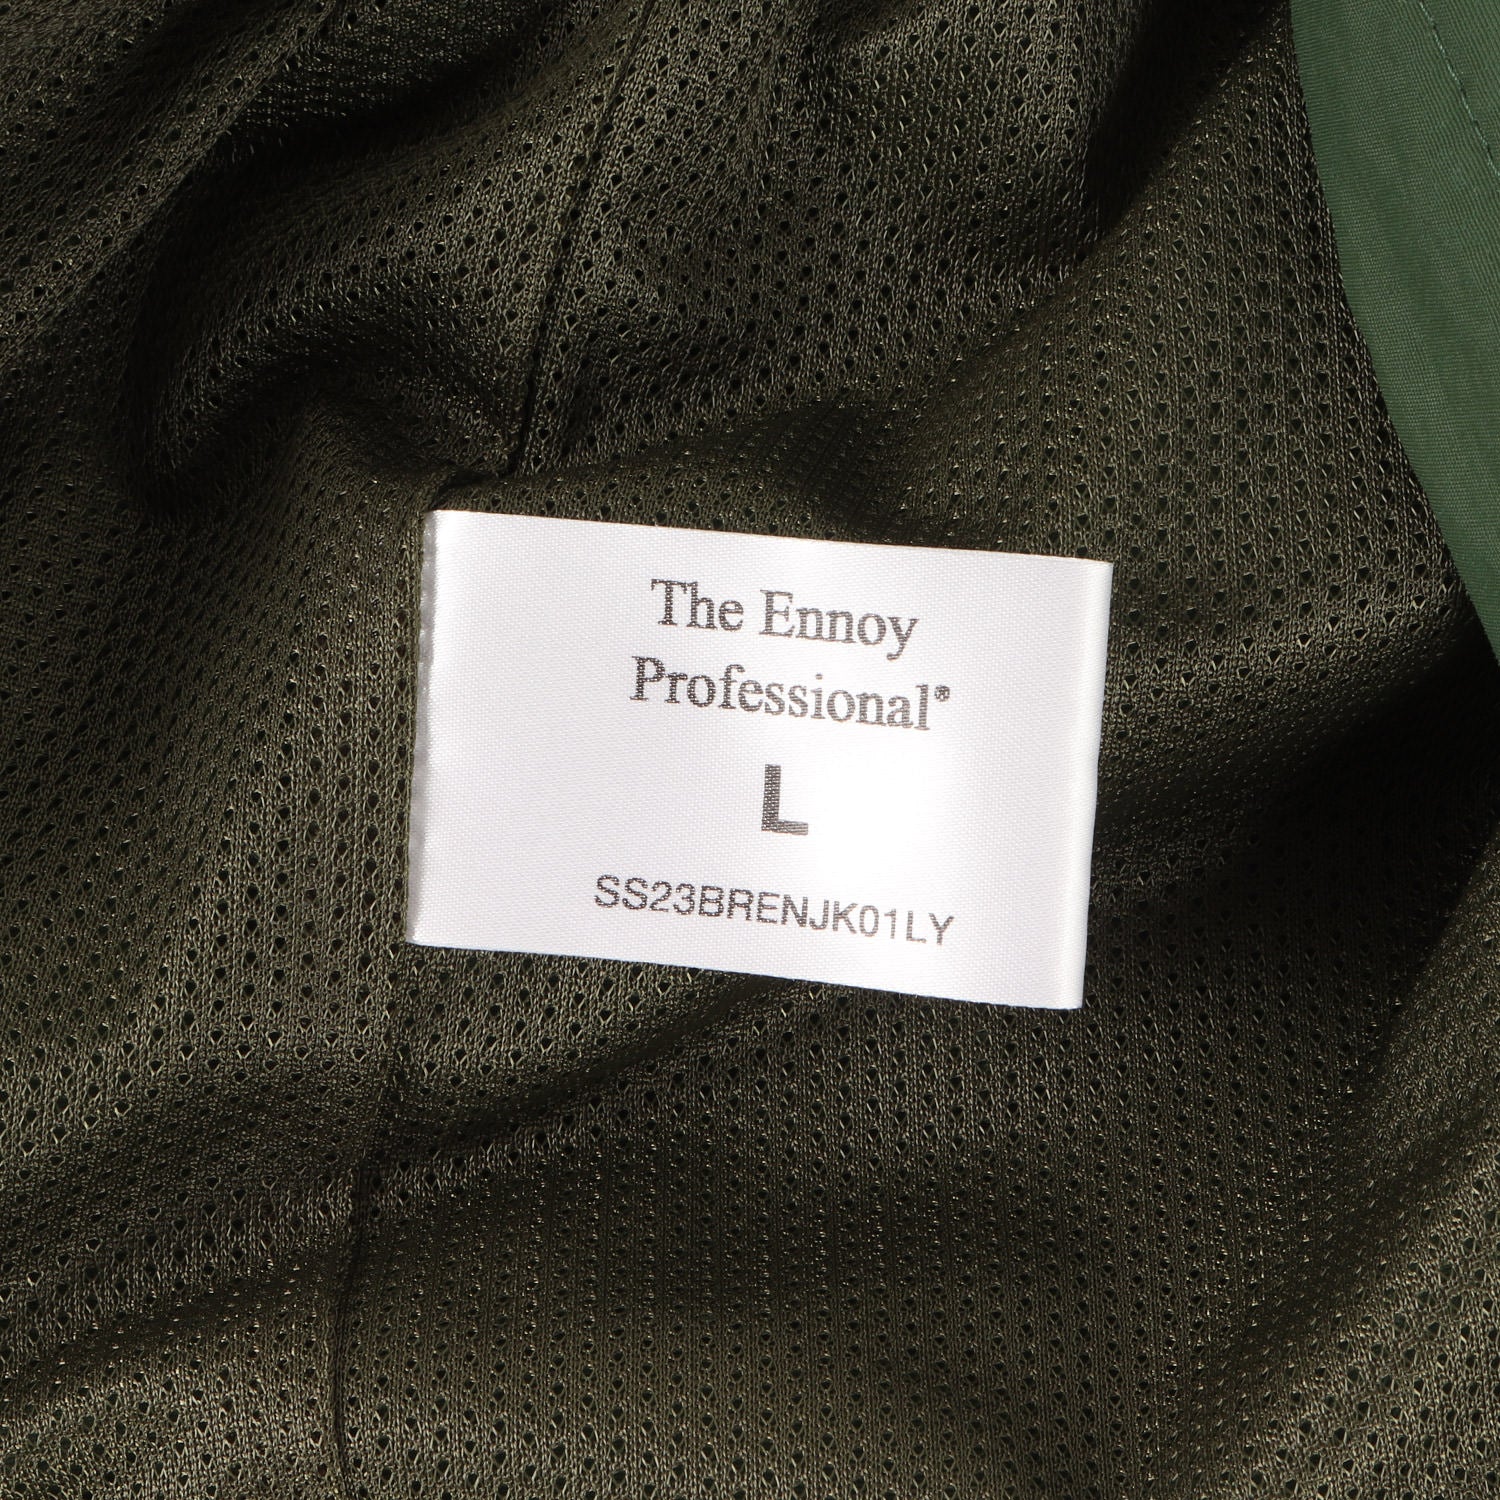 The Ennoy
Professional®
L
SS23BRENJK01LY